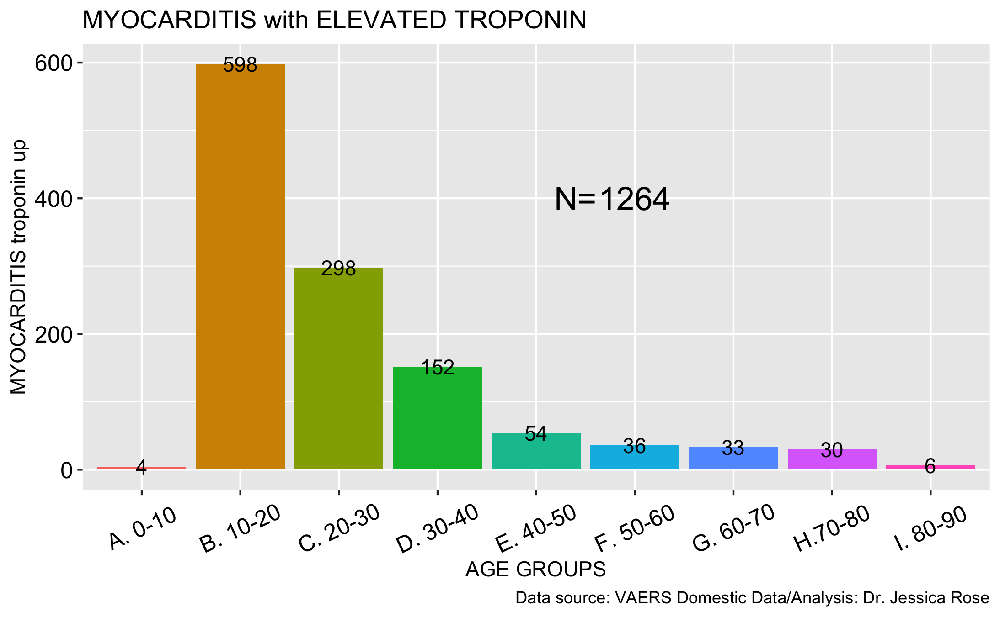 MYOCARDITIS with ELEVATED TROPONIN
MYOCARDITIS troponin up
600
400
200
0
598
298
152
54
36
33
30
6
4
N=1264
A. 0-10
B. 10-20
C. 20-30
D. 30-40
E. 40-50
F. 50-60
G. 60-70
H.70-80
I. 80-90
AGE GROUPS
Data source: VAERS Domestic Data/Analysis: Dr. Jessica Rose